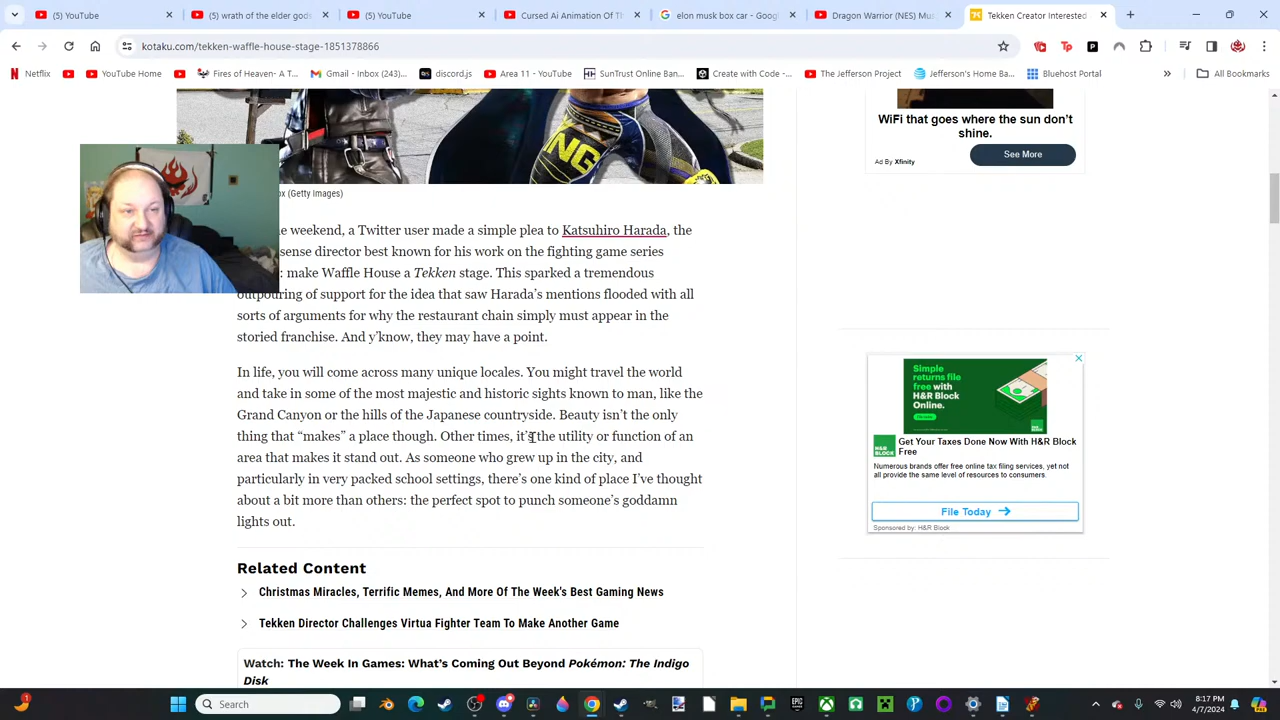 (5) YouTube
(5) wrath of the elder gods
(5) YouTube
Cursed Ai Animation Of Th
elon musk box car - Goog
Dragon Warrior (NES) Mu
Tekken Creator Interested
kotaku.com/tekken-waffle-house-stage-1851378866
Netflix
YouTube Home
Fires of Heaven- A T...
Gmail - Inbox (243)...
discord.js
Area 11 - YouTube
SunTrust Online Ban...
Create with Code -...
The Jefferson Project
Jefferson's Home Ba...
Bluehost Portal
All Bookmarks
NG
WiFi that goes where the sun don't
shine.
Ad By Xfinity
See More
(Getty Images)
weekend, a Twitter user made a simple plea to Katsuhiro Harada, the
sense director best known for his work on the fighting game series
: make Waffle House a Tekken stage. This sparked a tremendous
outpouring of support for the idea that saw Harada's mentions flooded with all
sorts of arguments for why the restaurant chain simply must appear in the
storied franchise. And y'know, they may have a point.
In life, you will come across many unique locales. You might travel the world
and take in some of the most majestic and historic sights known to man, like the
Grand Canyon or the hills of the Japanese countryside. Beauty isn't the only
thing that “makes” a place though. Other times, it's the utility or function of an
area that makes it stand out. As someone who grew up in the city, and
particularly in very packed school settings, there's one kind of place I've thought
about a bit more than others: the perfect spot to punch someone's goddamn
lights out.
Related Content
Christmas Miracles, Terrific Memes, And More Of The Week's Best Gaming News
Tekken Director Challenges Virtua Fighter Team To Make Another Game
Watch: The Week In Games: What's Coming Out Beyond Pokémon: The Indigo
Disk
Simple
returns file
free with
H&R Block
Online.
H&R
BLOCK
Get Your Taxes Done Now With H&R Block
Free
Numerous brands offer free online tax filing services, yet not
all provide the same level of resources to consumers.
File Today
Sponsored by: H&R Block
Search
8:17 PM
4/7/2024